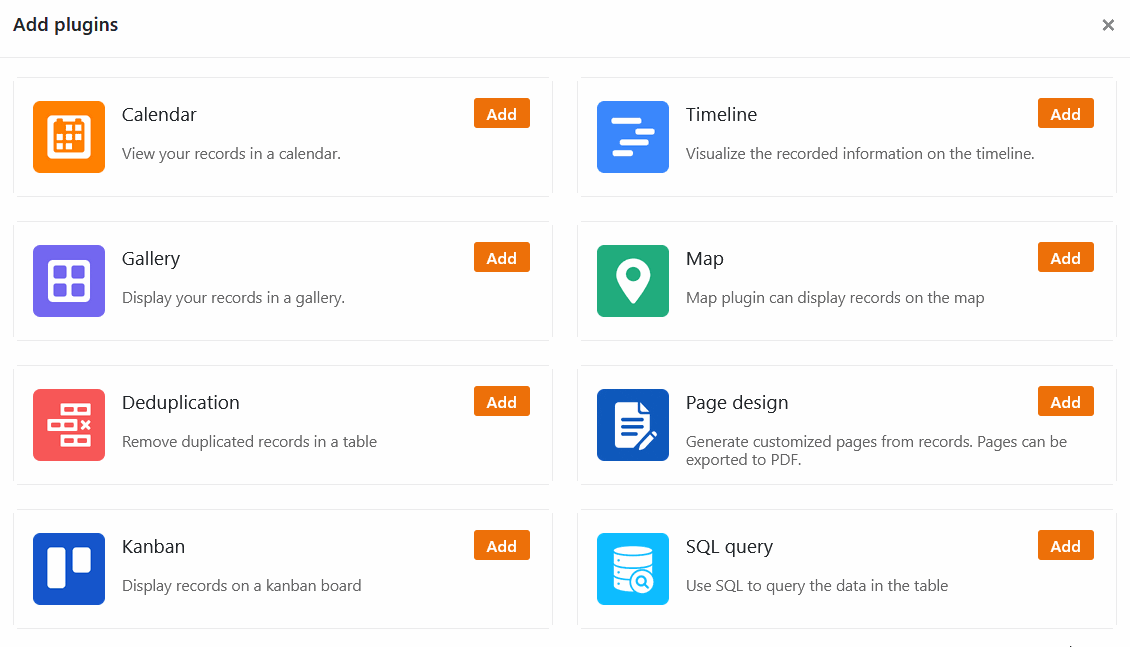 Add plugins
Calendar
Add
View your records in a calendar.
Timeline
Add
Visualize the recorded information on the timeline.
Gallery
Add
Display your records in a gallery.
Map
Add
Map plugin can display records on the map
Deduplication
Add
Remove duplicated records in a table
Page design
Add
Generate customized pages from records. Pages can be
exported to PDF.
Kanban
Add
Display records on a kanban board
SQL query
Add
Use SQL to query the data in the table